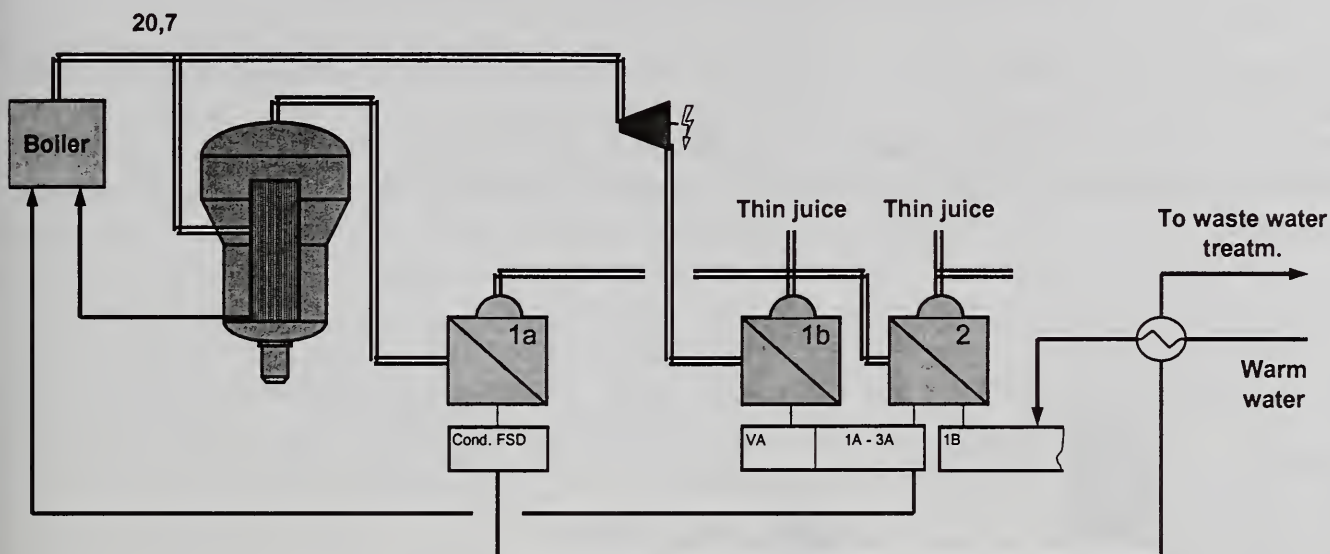 20,7
Boiler
Thin juice
Thin juice
To waste water
treatm.
1a
1b
2
Warm
water
Cond. FSD
VA
1A - 3A
1B